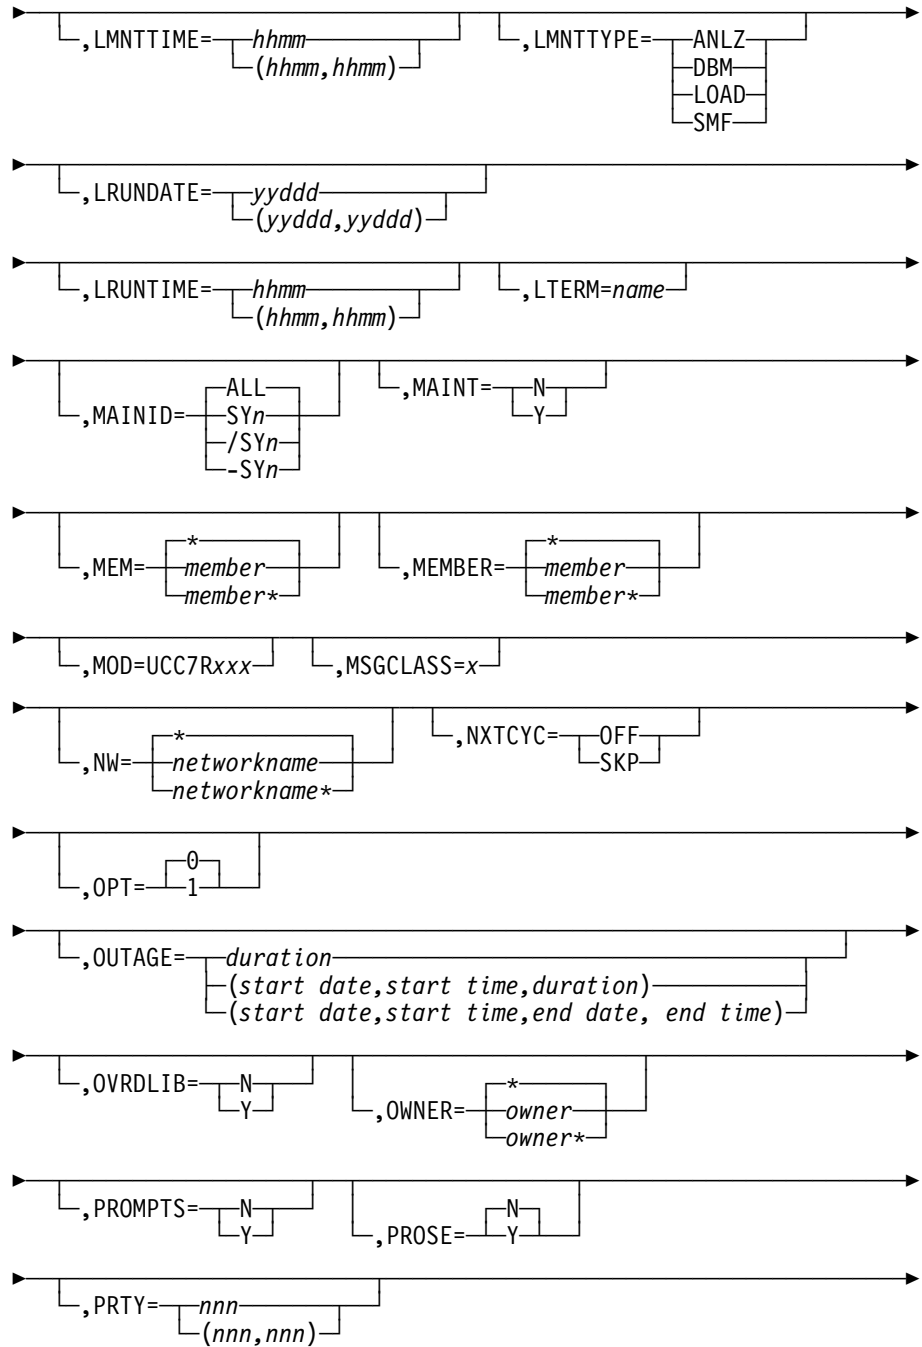 ,LMNTTIME= hhmm ,LMNTTYPE= ANLZ
(hhmm,hhmm) DBM
LOAD
SMF
,LRUNDATE= yyddd
(yyddd,yyddd)
,LRUNTIME= hhmm ,LTERM=name
(hhmm,hhmm)
ALL
,MAINID= SYn ,MAINT= N
/SYn Y
-SYn
* *
,MEM= member ,MEMBER= member
member* member*
,MOD=UCC7Rxxx ,MSGCLASS=x
*
,NW= networkname ,NXTCYC= OFF
networkname* SKP
0
,OPT= 1
,OUTAGE= duration
(start date,start time,duration)
(start date,start time,end date, end time)
,OVRDLIB= N *
Y ,OWNER= owner
owner*
,PROMPTS= N N
Y ,PROSE= Y
,PRTY= nnn
(nnn,nnn)